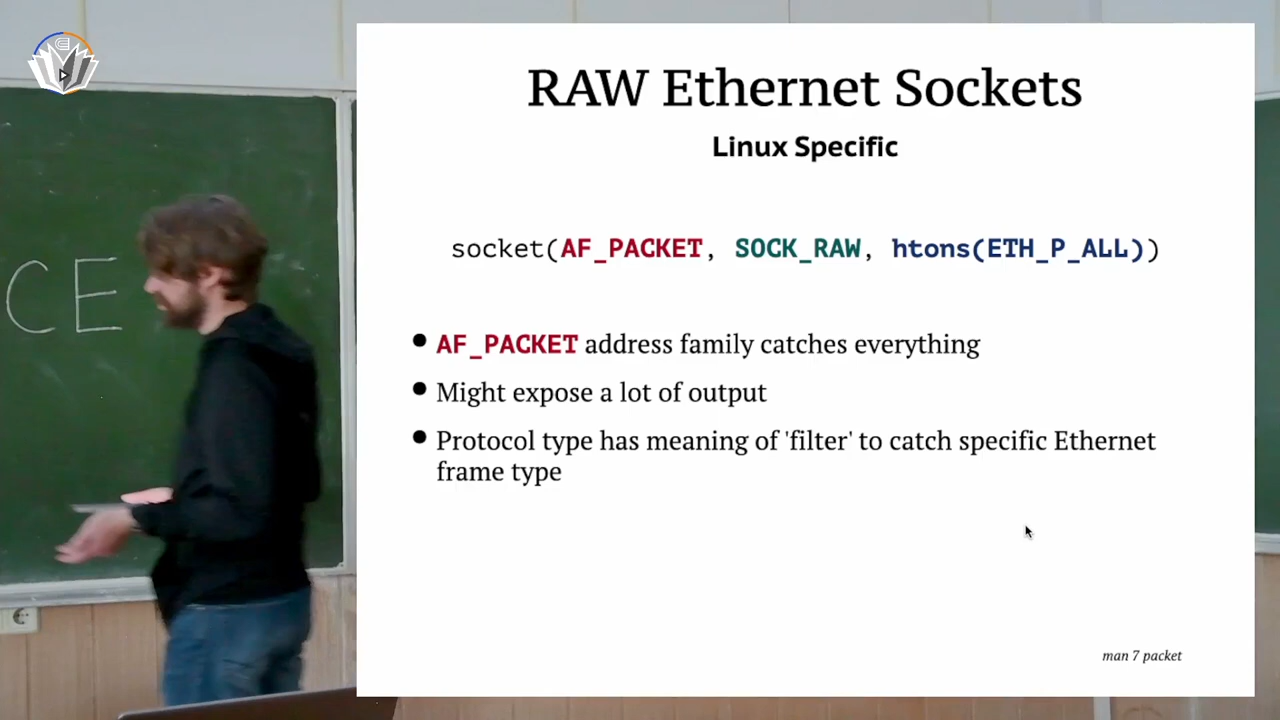 RAW Ethernet Sockets
Linux Specific
socket(AF_PACKET, SOCK_RAW, htons(ETH_P_ALL))
CE
AF_PACKET address family catches everything
Might expose a lot of output
Protocol type has meaning of 'filter' to catch specific Ethernet
frame type
man 7 packet